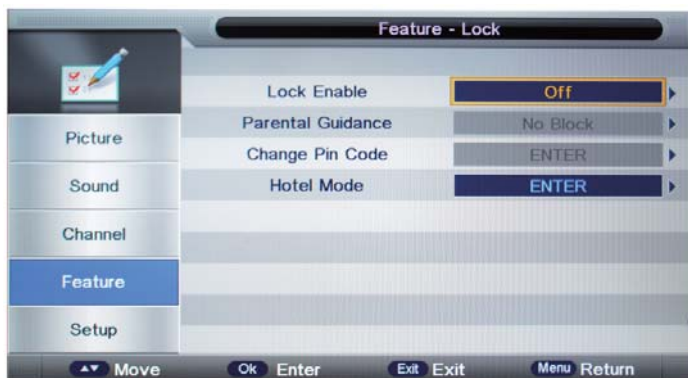 Feature - Lock
Lock Enable Off
Parental Guidance No Block
Change Pin Code ENTER
Hotel Mode ENTER
Picture
Sound
Channel
Feature
Setup
Move Ok Enter Exit Exit Menu Return